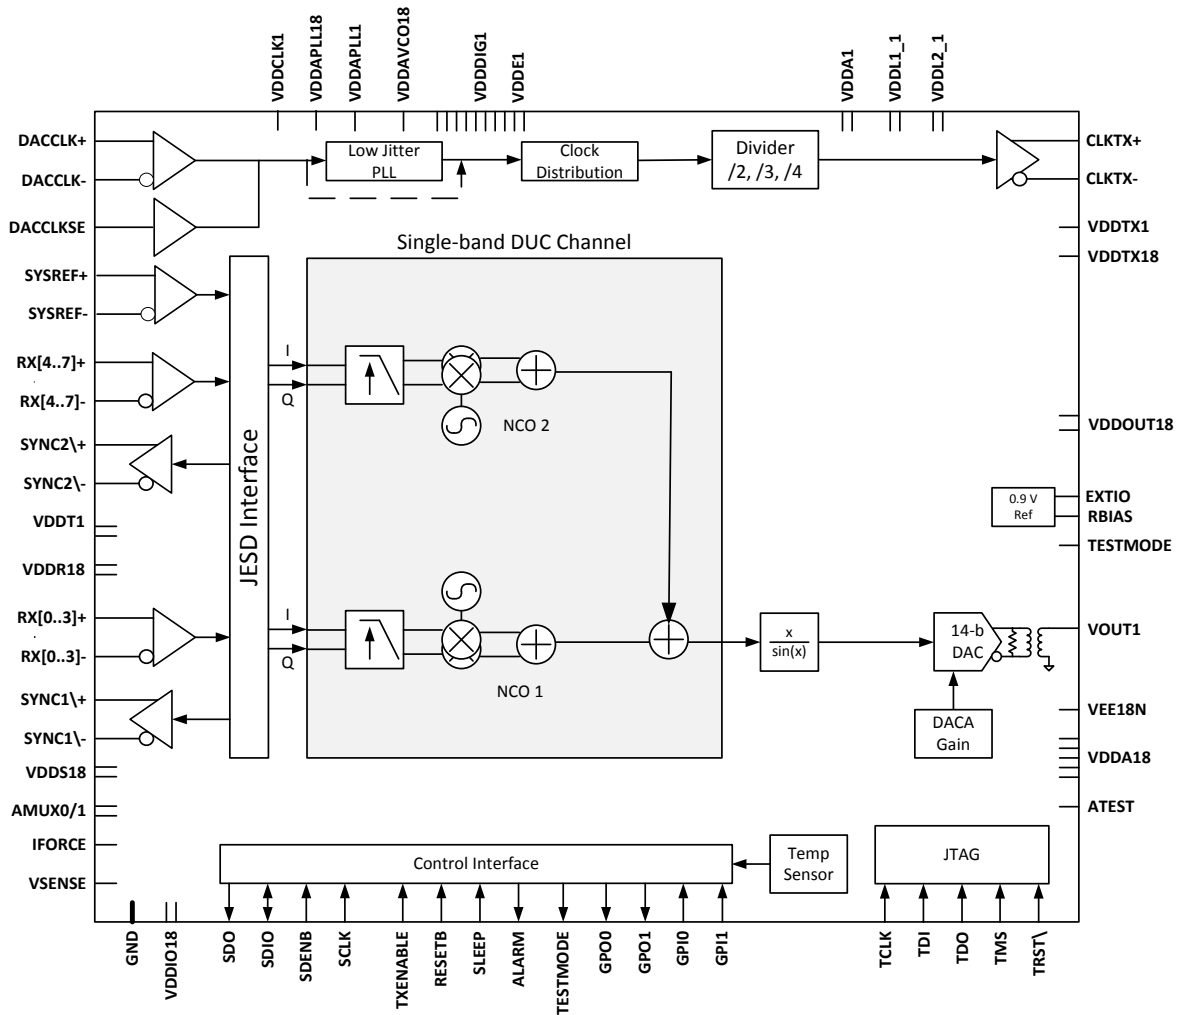 VDDCLK1
VDDAPLL18
VDDAPLL1
VDDAVCO18
VDDDIG1
VDDE1
VDDA1
VDDL1_1
VDDL2_1
DACCLK+
DACCLK-
DACCLKSE
Low Jitter
PLL
Clock
Distribution
Divider
/2, /3, /4
CLKTX+
CLKTX-
VDDTX1
VDDTX18
Single-band DUC Channel
SYSREF+
SYSREF-
RX[4..7]+
RX[4..7]-
SYNC2\+
SYNC2\-
VDDT1
VDDR18
RX[0..3]+
RX[0..3]-
SYNC1\+
SYNC1\-
VDDS18
AMUX0/1
IFORCE
VSENSE
JESD Interface
I
Q
NCO 2
I
Q
NCO 1
x
sin(x)
14-b
DAC
DACA
Gain
0.9 V
Ref
VDDOUT18
EXTIO
RBIAS
TESTMODE
VOUT1
VEE18N
VDDA18
ATEST
Control Interface
Temp
Sensor
JTAG
GND
VDDIO18
SDO
SDIO
SDENB
SCLK
TXENABLE
RESETB
SLEEP
ALARM
TESTMODE
GPO0
GPO1
GPI0
GPI1
TCLK
TDI
TDO
TMS
TRST\